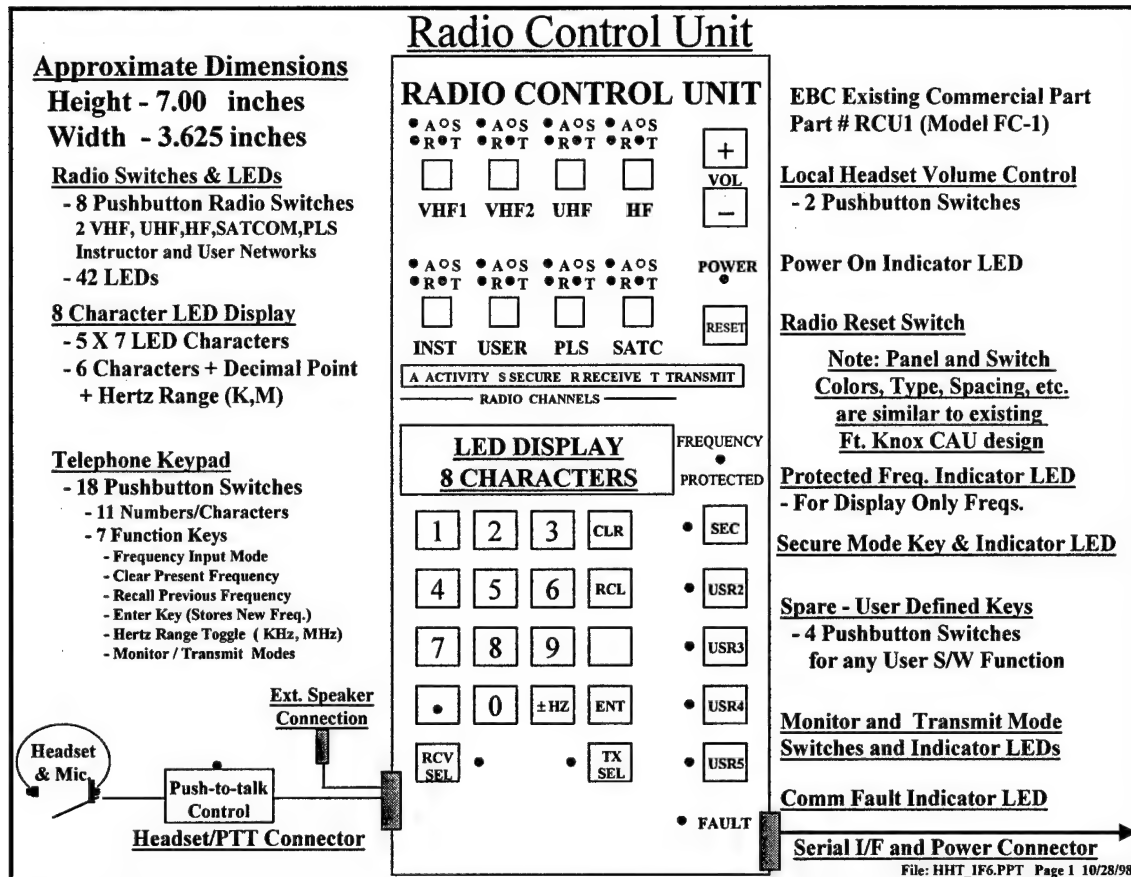 Radio Control Unit
Approximate Dimensions
Height - 7.00 inches
Width - 3.625 inches
Radio Switches & LEDs
- 8 Pushbutton Radio Switches
2 VHF, UHF,HF,SATCOM,PLS
Instructor and User Networks
- 42 LEDs
8 Character LED Display
- 5 X 7 LED Characters
- 6 Characters + Decimal Point
+ Hertz Range (K,M)
Telephone Keypad
- 18 Pushbutton Switches
- 11 Numbers/Characters
- 7 Function Keys
- Frequency Input Mode
- Clear Present Frequency
- Recall Previous Frequency
- Enter Key (Stores New Freq.)
- Hertz Range Toggle ( KHz, MHz)
- Monitor / Transmit Modes
Ext. Speaker
Connection
Headset
& Mic.
Push-to-talk
Control
Headset/PTT Connector
RADIO CONTROL UNIT
A S A S A S A S
R T R T R T R T
+
VOL
−
VHF1 VHF2 UHF HF
A S A S A S A S
R T R T R T R T
POWER
RESET
INST USER PLS SATC
A ACTIVITY S SECURE R RECEIVE T TRANSMIT
RADIO CHANNELS
LED DISPLAY
8 CHARACTERS
FREQUENCY
PROTECTED
1 2 3 CLR SEC
4 5 6 RCL USR2
7 8 9 USR3
. 0 ±HZ ENT USR4
RCV
SEL
TX
SEL
USR5
FAULT
EBC Existing Commercial Part
Part # RCU1 (Model FC-1)
Local Headset Volume Control
- 2 Pushbutton Switches
Power On Indicator LED
Radio Reset Switch
Note: Panel and Switch
Colors, Type, Spacing, etc.
are similar to existing
Ft. Knox CAU design
Protected Freq. Indicator LED
- For Display Only Freqs.
Secure Mode Key & Indicator LED
Spare - User Defined Keys
- 4 Pushbutton Switches
for any User S/W Function
Monitor and Transmit Mode
Switches and Indicator LEDs
Comm Fault Indicator LED
Serial I/F and Power Connector
File: HHT_1F6.PPT Page 1 10/28/98